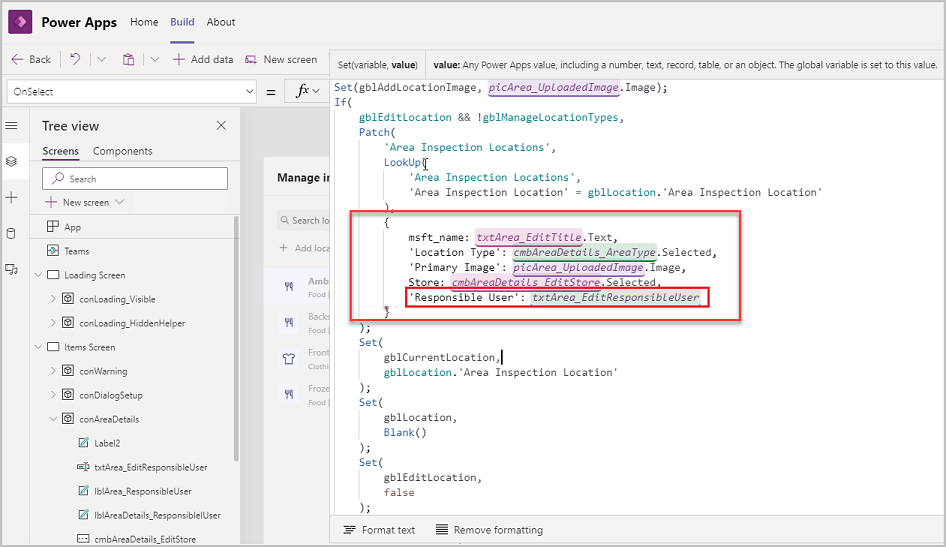 Power Apps Home Build About
Back Add data New screen
Set(variable, value) value: Any Power Apps value, including a number, text, record, table, or an object. The global variable is set to this value.
OnSelect = fx
Set(gblAddLocationImage, picArea_UploadedImage.Image);
If(
gblEditLocation && !gblManageLocationTypes,
Patch(
'Area Inspection Locations',
LookUp(
'Area Inspection Locations',
'Area Inspection Location' = gblLocation.'Area Inspection Location'
),
{
msft_name: txtArea_EditTitle.Text,
'Location Type': cmbAreaDetails_AreaType.Selected,
'Primary Image': picArea_UploadedImage.Image,
Store: cmbAreaDetails_EditStore.Selected,
'Responsible User': txtArea_EditResponsibleUser
}
);
Set(
gblCurrentLocation,
gblLocation.'Area Inspection Location'
);
Set(
gblLocation,
Blank()
);
Set(
gblEditLocation,
false
);
Format text Remove formatting
Tree view
Screens Components
Search
New screen
App
Teams
Loading Screen
conLoading_Visible
conLoading_HiddenHelper
Items Screen
conWarning
conDialogSetup
conAreaDetails
Label2
txtArea_EditResponsibleUser
lblArea_ResponsibleUser
lblAreaDetails_ResponsibleUser
cmbAreaDetails_EditStore
Manage in
Search lo
Add loca
Amb
Food |
Backs
Food |
Front
Clothin
Froze
Food |